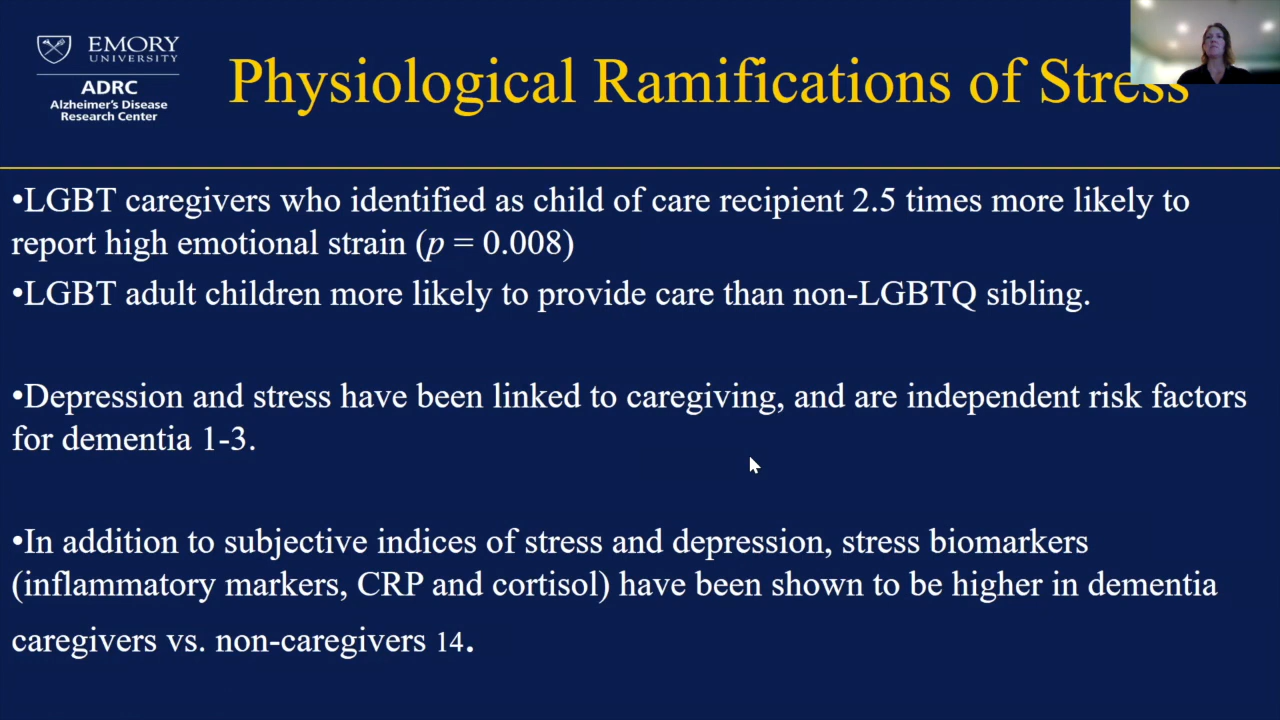 EMORY
UNIVERSITY
ADRC
Alzheimer's Disease
Research Center
Physiological Ramifications of Stress
•LGBT caregivers who identified as child of care recipient 2.5 times more likely to
report high emotional strain (p = 0.008)
•LGBT adult children more likely to provide care than non-LGBTQ sibling.
•Depression and stress have been linked to caregiving, and are independent risk factors
for dementia 1-3.
•In addition to subjective indices of stress and depression, stress biomarkers
(inflammatory markers, CRP and cortisol) have been shown to be higher in dementia
caregivers vs. non-caregivers 14.